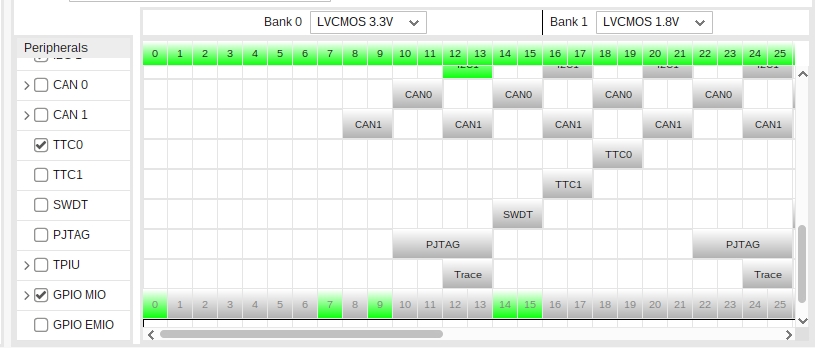 Bank 0 LVCMOS 3.3V Bank 1 LVCMOS 1.8V
Peripherals 0 1 2 3 4 5 6 7 8 9 10 11 12 13 14 15 16 17 18 19 20 21 22 23 24 25
CAN 0 CAN0 CAN0 CAN0 CAN0
CAN 1 CAN1 CAN1 CAN1 CAN1 CAN1
TTC0 TTC0
TTC1 TTC1
SWDT SWDT
PJTAG PJTAG PJTAG
TPIU Trace Trace
GPIO MIO 0 1 2 3 4 5 6 7 8 9 10 11 12 13 14 15 16 17 18 19 20 21 22 23 24 25
GPIO EMIO